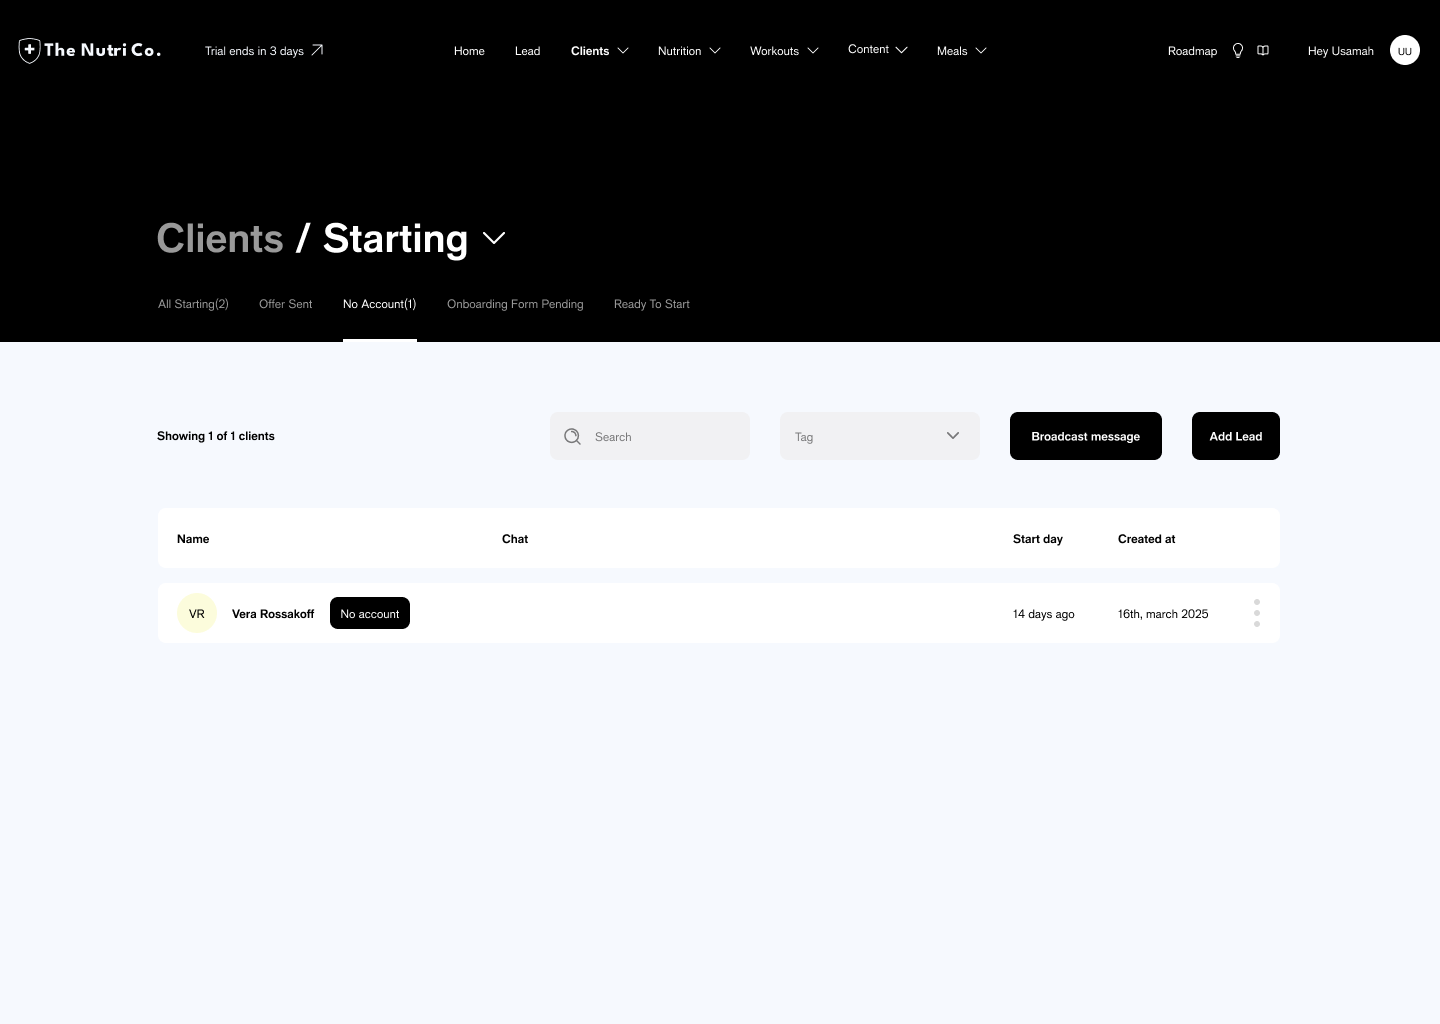 The Nutri Co.
Trial ends in 3 days
Home
Lead
Clients
Nutrition
Workouts
Content
Meals
Roadmap
Hey Usamah
UU
Clients / Starting
All Starting(2)
Offer Sent
No Account(1)
Onboarding Form Pending
Ready To Start
Showing 1 of 1 clients
Search
Tag
Broadcast message
Add Lead
Name
Chat
Start day
Created at
VR
Vera Rossakoff
No account
14 days ago
16th, march 2025